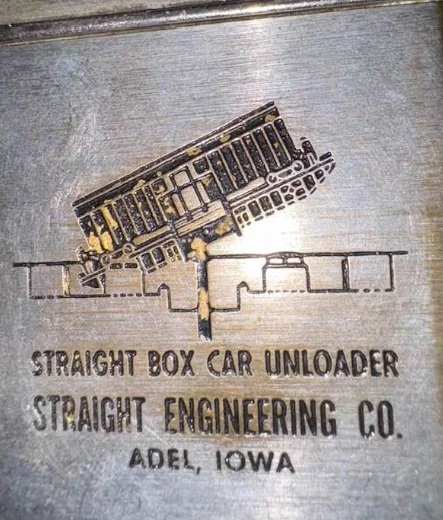 STRAIGHT BOX CAR UNLOADER
STRAIGHT ENGINEERING CO.
ADEL, IOWA